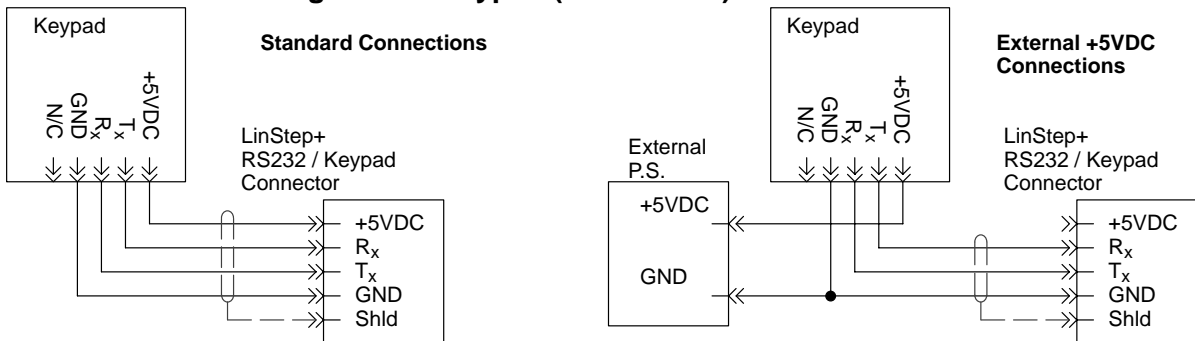 Keypad
Standard Connections
N/C
GND
Rx
Tx
+5VDC
LinStep+
RS232 / Keypad
Connector
+5VDC
Rx
Tx
GND
Shld
Keypad
External +5VDC
Connections
N/C
GND
Rx
Tx
+5VDC
External
P.S.
+5VDC
GND
LinStep+
RS232 / Keypad
Connector
+5VDC
Rx
Tx
GND
Shld